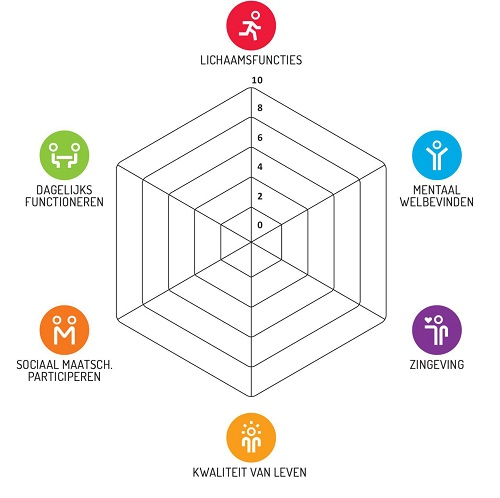 LICHAAMSFUNCTIES
10
8
6
4
2
0
DAGELIJKS
FUNCTIONEREN
MENTAAL
WELBEVINDEN
SOCIAAL MAATSCH.
PARTICIPEREN
ZINGEVING
KWALITEIT VAN LEVEN